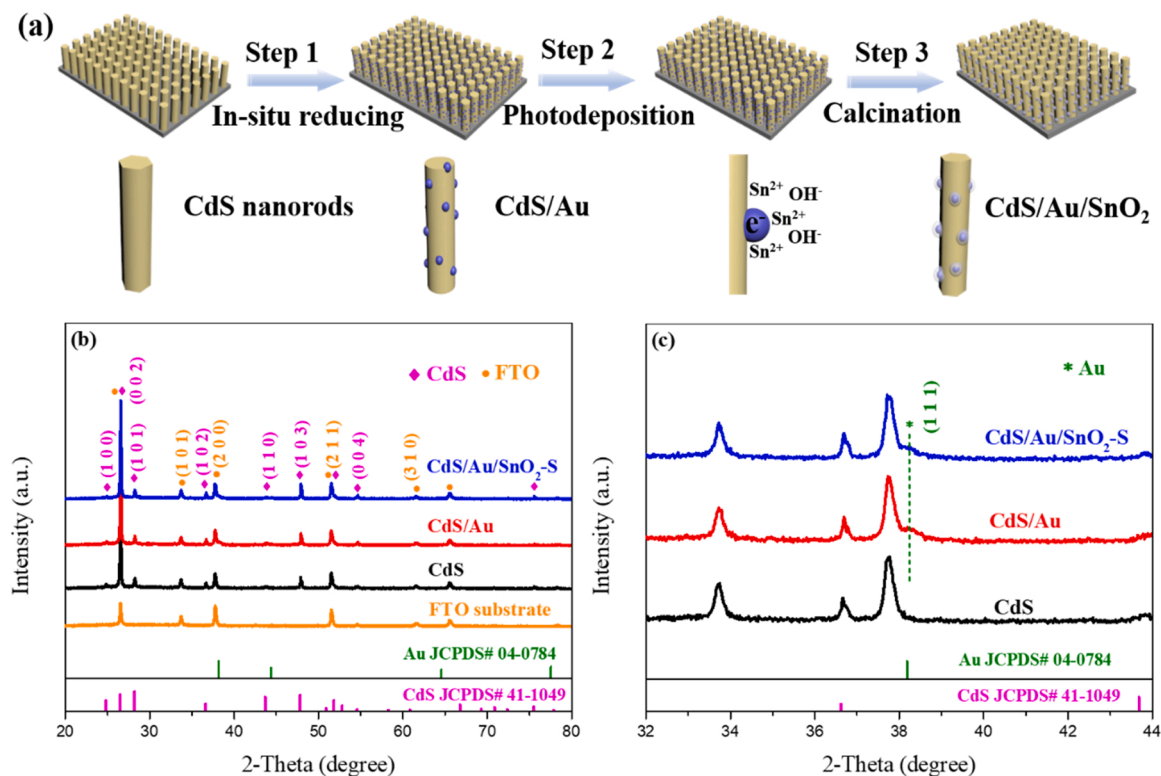 (a)
Step 1
In-situ reducing
Step 2
Photodeposition
Step 3
Calcination
CdS nanorods
CdS/Au
Sn²⁺ OH⁻
e⁻ Sn²⁺
OH⁻
Sn²⁺
CdS/Au/SnO₂
(b)
CdS
FTO
(1 0 0)
(0 0 2)
(1 0 1)
(1 0 1)
(1 0 2)
(2 0 0)
(1 1 0)
(1 0 3)
(2 1 1)
(0 0 4)
(3 1 0)
CdS/Au/SnO₂-S
CdS/Au
CdS
FTO substrate
Au JCPDS# 04-0784
CdS JCPDS# 41-1049
Intensity (a.u.)
20 30 40 50 60 70 80
2-Theta (degree)
(c)
* Au
(1 1 1)
*
CdS/Au/SnO₂-S
CdS/Au
CdS
Au JCPDS# 04-0784
CdS JCPDS# 41-1049
Intensity (a.u.)
32 34 36 38 40 42 44
2-Theta (degree)